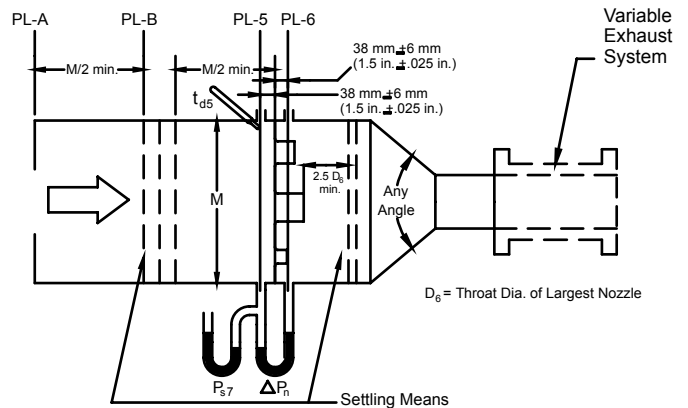 PL-A
PL-B
PL-5
PL-6
Variable
Exhaust
System
38 mm ±6 mm
(1.5 in. ±.025 in.)
M/2 min.
M/2 min.
38 mm ±6 mm
(1.5 in. ±.025 in.)
td5
2.5 D6
min.
M
Any
Angle
D6 = Throat Dia. of Largest Nozzle
Ps7
ΔPn
Settling Means